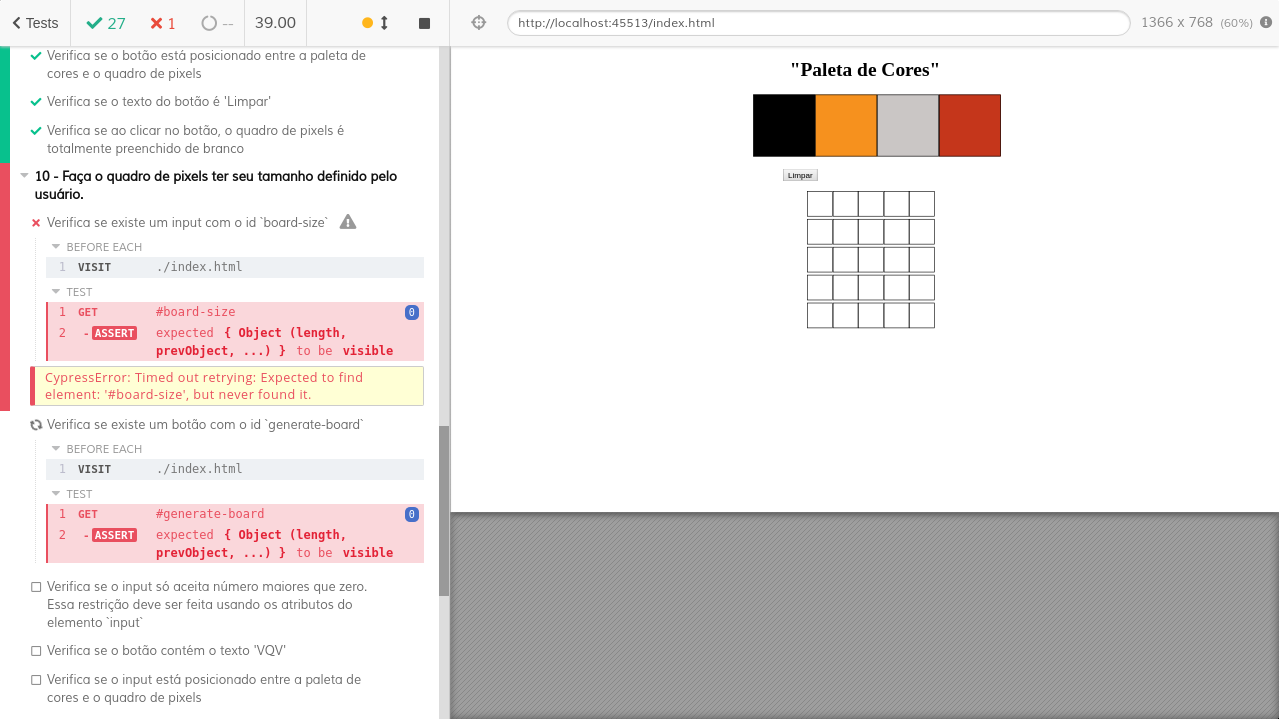 Tests 27 1 -- 39.00 http://localhost:45513/index.html 1366 x 768 (60%)
Verifica se o botão está posicionado entre a paleta de
cores e o quadro de pixels
Verifica se o texto do botão é 'Limpar'
Verifica se ao clicar no botão, o quadro de pixels é
totalmente preenchido de branco
10 - Faça o quadro de pixels ter seu tamanho definido pelo
usuário.
Verifica se existe um input com o id `board-size`
BEFORE EACH
1 VISIT ./index.html
TEST
1 GET #board-size 0
2 -ASSERT expected { Object (length,
prevObject, ...) } to be visible
CypressError: Timed out retrying: Expected to find
element: '#board-size', but never found it.
Verifica se existe um botão com o id `generate-board`
BEFORE EACH
1 VISIT ./index.html
TEST
1 GET #generate-board 0
2 -ASSERT expected { Object (length,
prevObject, ...) } to be visible
Verifica se o input só aceita número maiores que zero.
Essa restrição deve ser feita usando os atributos do
elemento `input`
Verifica se o botão contém o texto 'VQV'
Verifica se o input está posicionado entre a paleta de
cores e o quadro de pixels
"Paleta de Cores"
Limpar